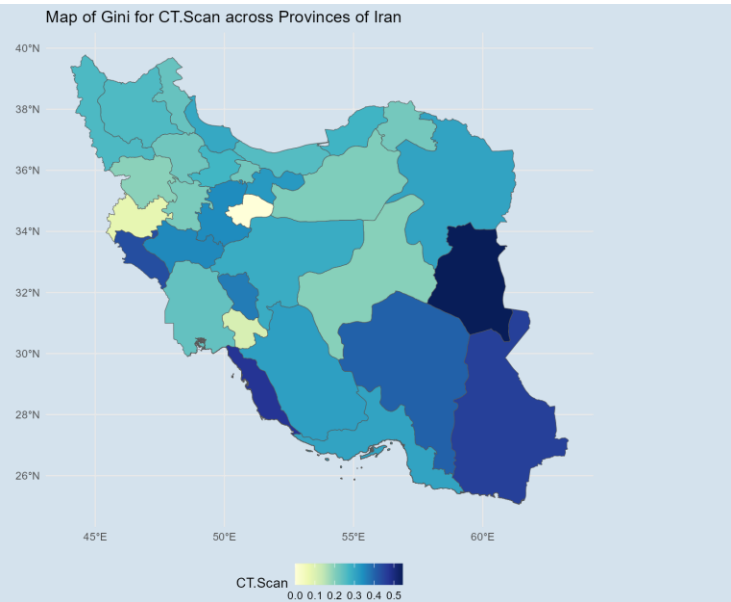 Map of Gini for CT.Scan across Provinces of Iran
40°N
38°N
36°N
34°N
32°N
30°N
28°N
26°N
45°E 50°E 55°E 60°E
CT.Scan
0.0 0.1 0.2 0.3 0.4 0.5